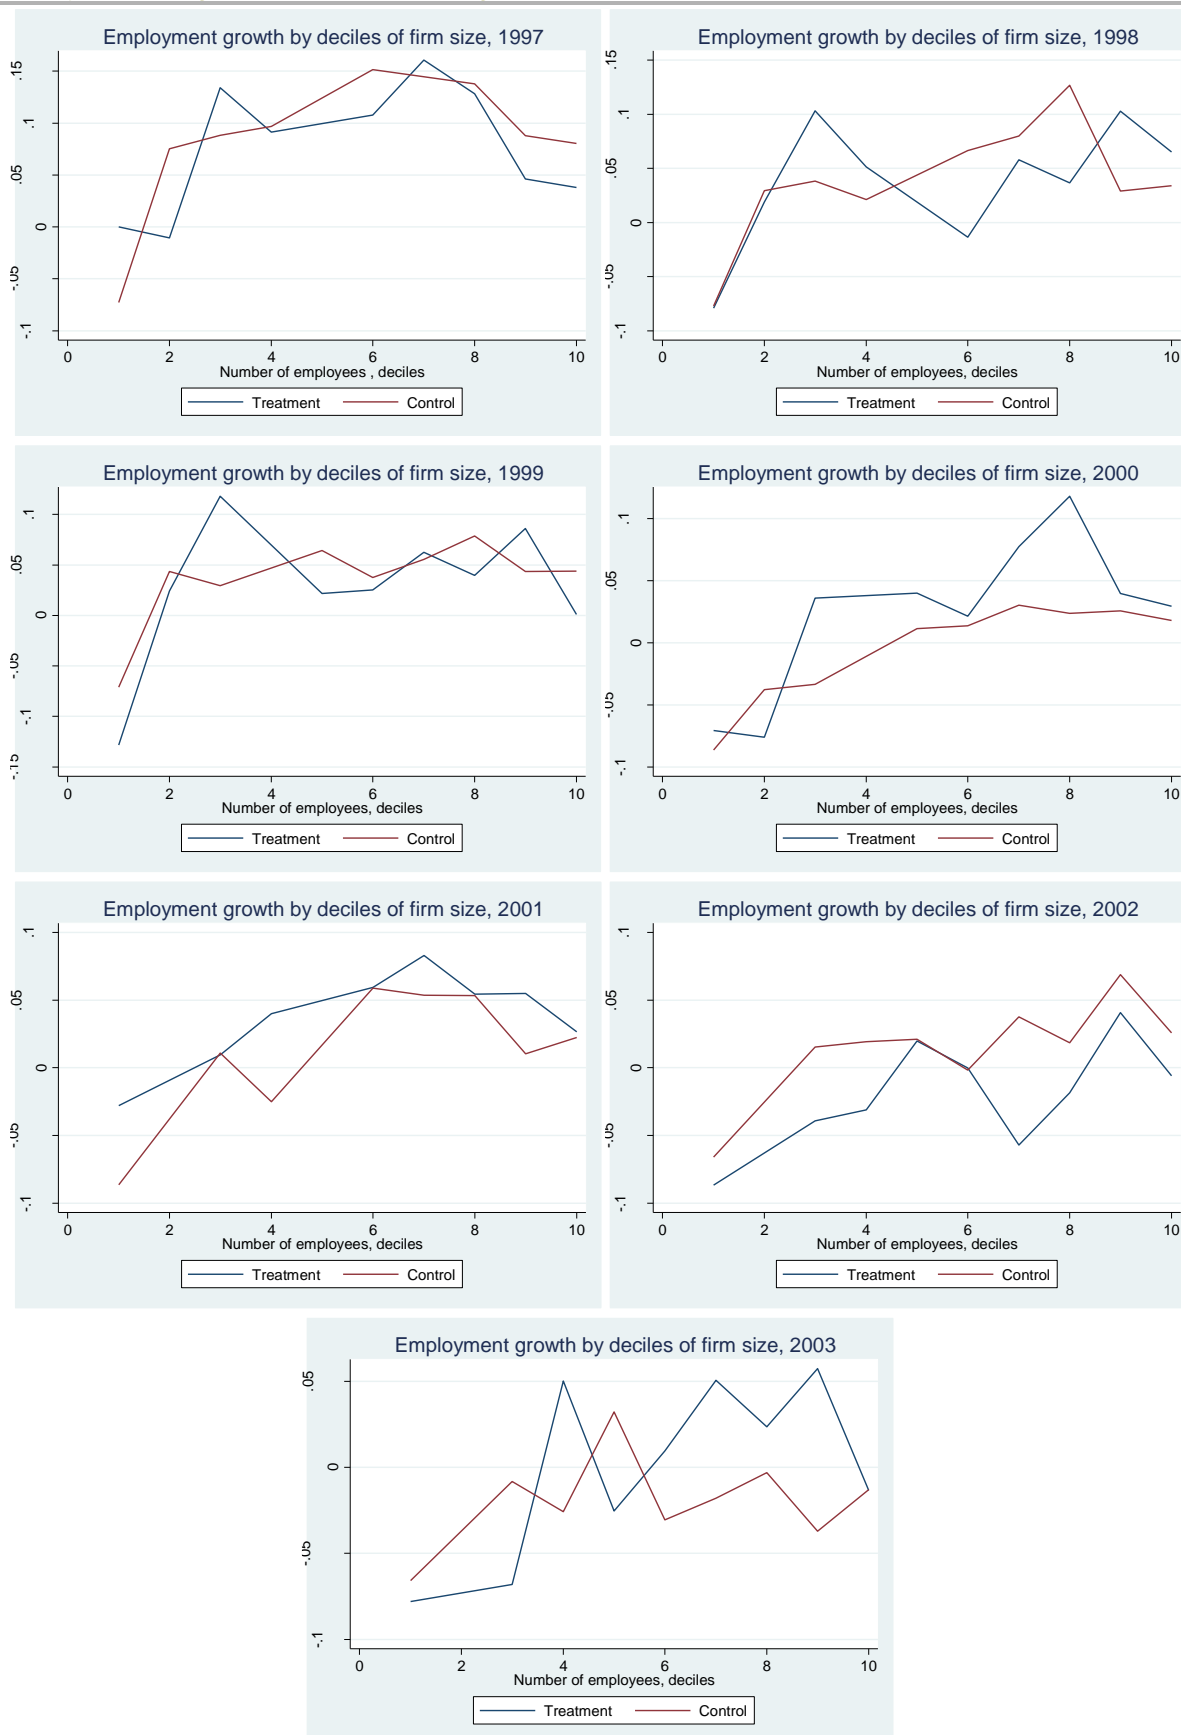 Employment growth by deciles of firm size, 1997
.15
.1
.05
0
-.05
-.1
0 2 4 6 8 10
Number of employees , deciles
Treatment Control
Employment growth by deciles of firm size, 1998
.15
.1
.05
0
-.05
-.1
0 2 4 6 8 10
Number of employees, deciles
Treatment Control
Employment growth by deciles of firm size, 1999
.1
.05
0
-.05
-.1
-.15
0 2 4 6 8 10
Number of employees, deciles
Treatment Control
Employment growth by deciles of firm size, 2000
.1
.05
0
-.05
-.1
0 2 4 6 8 10
Number of employees, deciles
Treatment Control
Employment growth by deciles of firm size, 2001
.1
.05
0
-.05
-.1
0 2 4 6 8 10
Number of employees, deciles
Treatment Control
Employment growth by deciles of firm size, 2002
.1
.05
0
-.05
-.1
0 2 4 6 8 10
Number of employees, deciles
Treatment Control
Employment growth by deciles of firm size, 2003
.05
0
-.05
-.1
0 2 4 6 8 10
Number of employees, deciles
Treatment Control